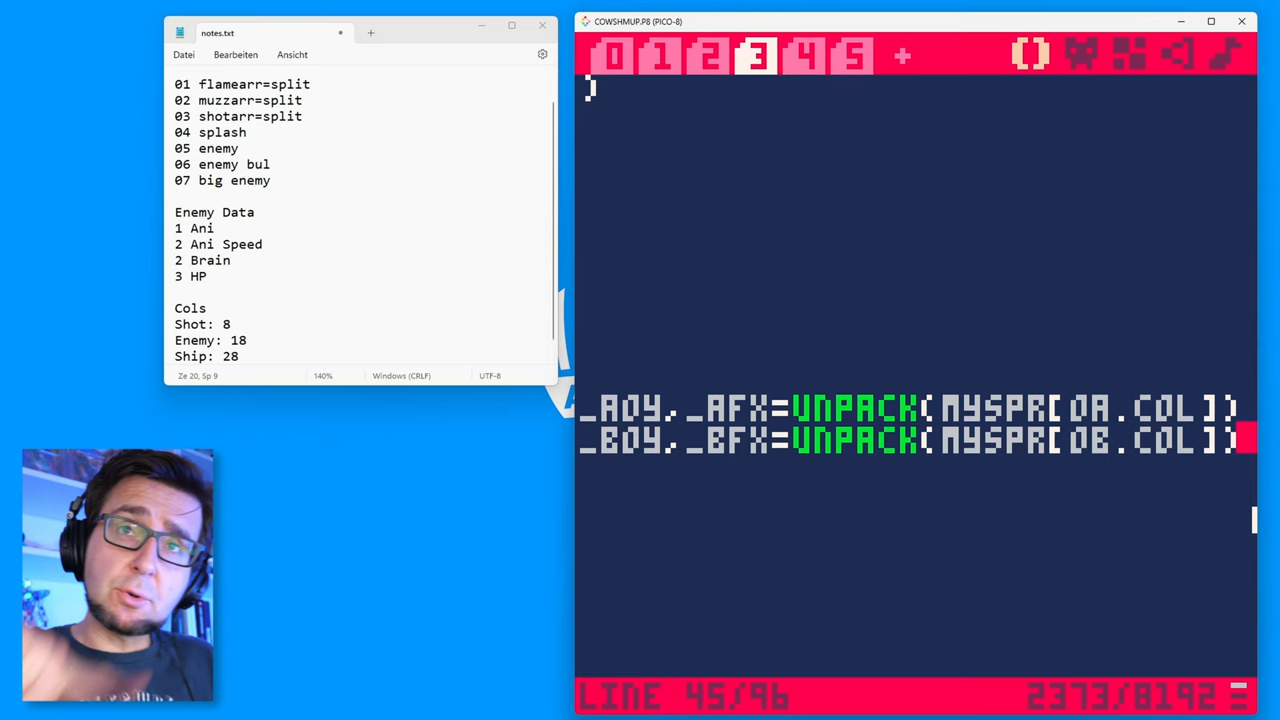 notes.txt
Datei Bearbeiten Ansicht
01 flamearr=split
02 muzzarr=split
03 shotarr=split
04 splash
05 enemy
06 enemy bul
07 big enemy
Enemy Data
1 Ani
2 Ani Speed
2 Brain
3 HP
Cols
Shot: 8
Enemy: 18
Ship: 28
Ze 20, Sp 9 140% Windows (CRLF) UTF-8
COWSHMUP.P8 (PICO-8)
0 1 2 3 4 5 +
)
_AOY,_AFX=UNPACK(MYSPR[OA.COL])
_BOY,_BFX=UNPACK(MYSPR[OB.COL])
LINE 45/96 2373/8192